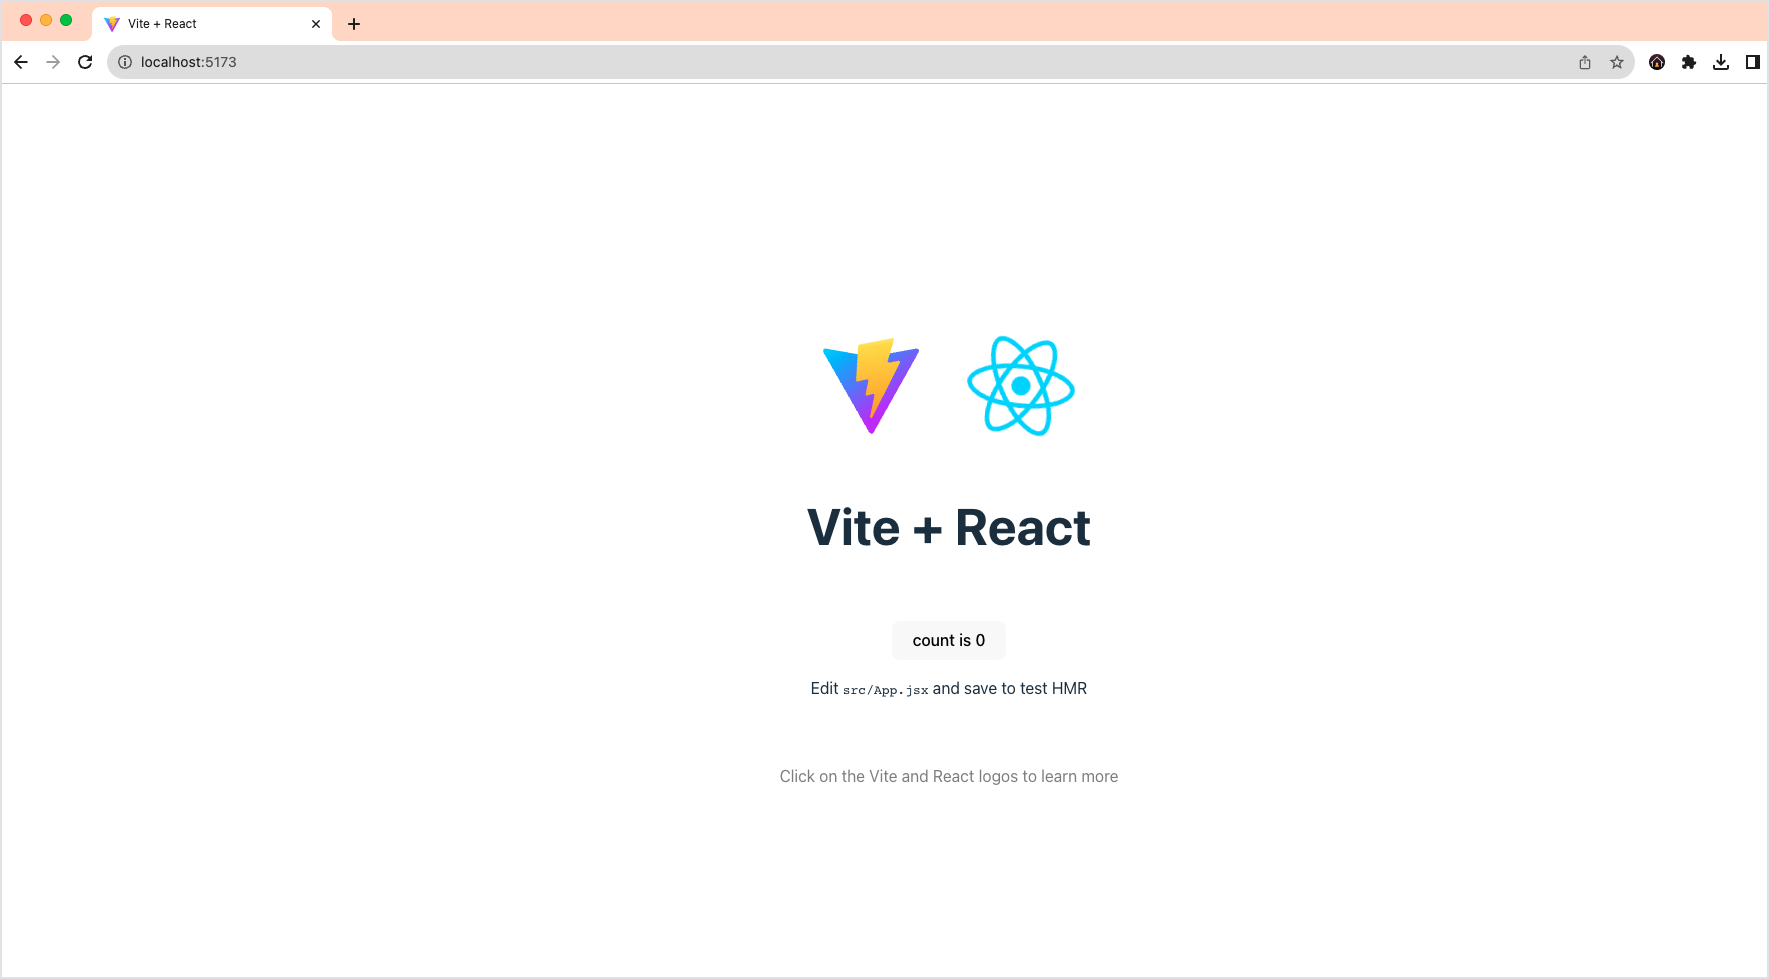 Vite + React
localhost:5173
Vite + React
count is 0
Edit src/App.jsx and save to test HMR
Click on the Vite and React logos to learn more